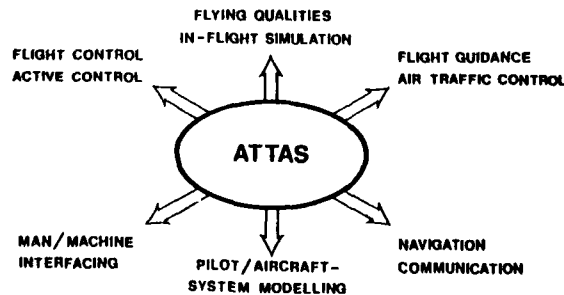 FLYING QUALITIES
IN-FLIGHT SIMULATION
FLIGHT CONTROL
ACTIVE CONTROL
FLIGHT GUIDANCE
AIR TRAFFIC CONTROL
ATTAS
MAN/MACHINE
INTERFACING
PILOT/AIRCRAFT-
SYSTEM MODELLING
NAVIGATION
COMMUNICATION